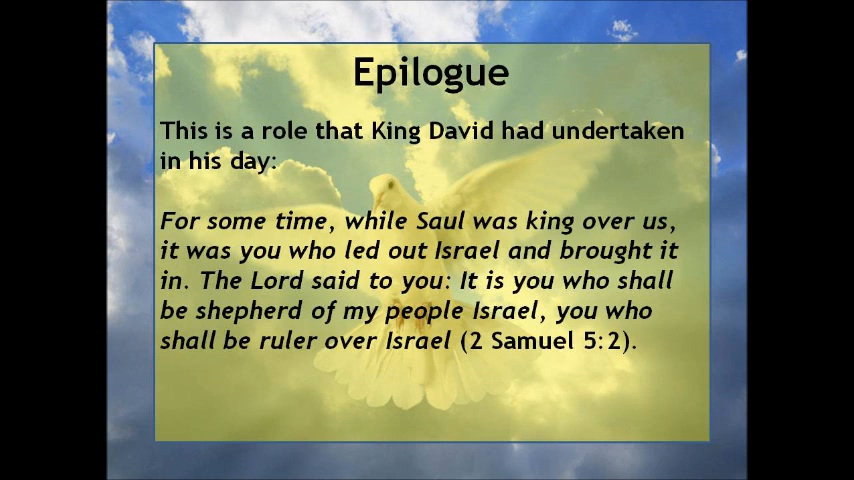 Epilogue
This is a role that King David had undertaken
in his day:
For some time, while Saul was king over us,
it was you who led out Israel and brought it
in. The Lord said to you: It is you who shall
be shepherd of my people Israel, you who
shall be ruler over Israel (2 Samuel 5:2).